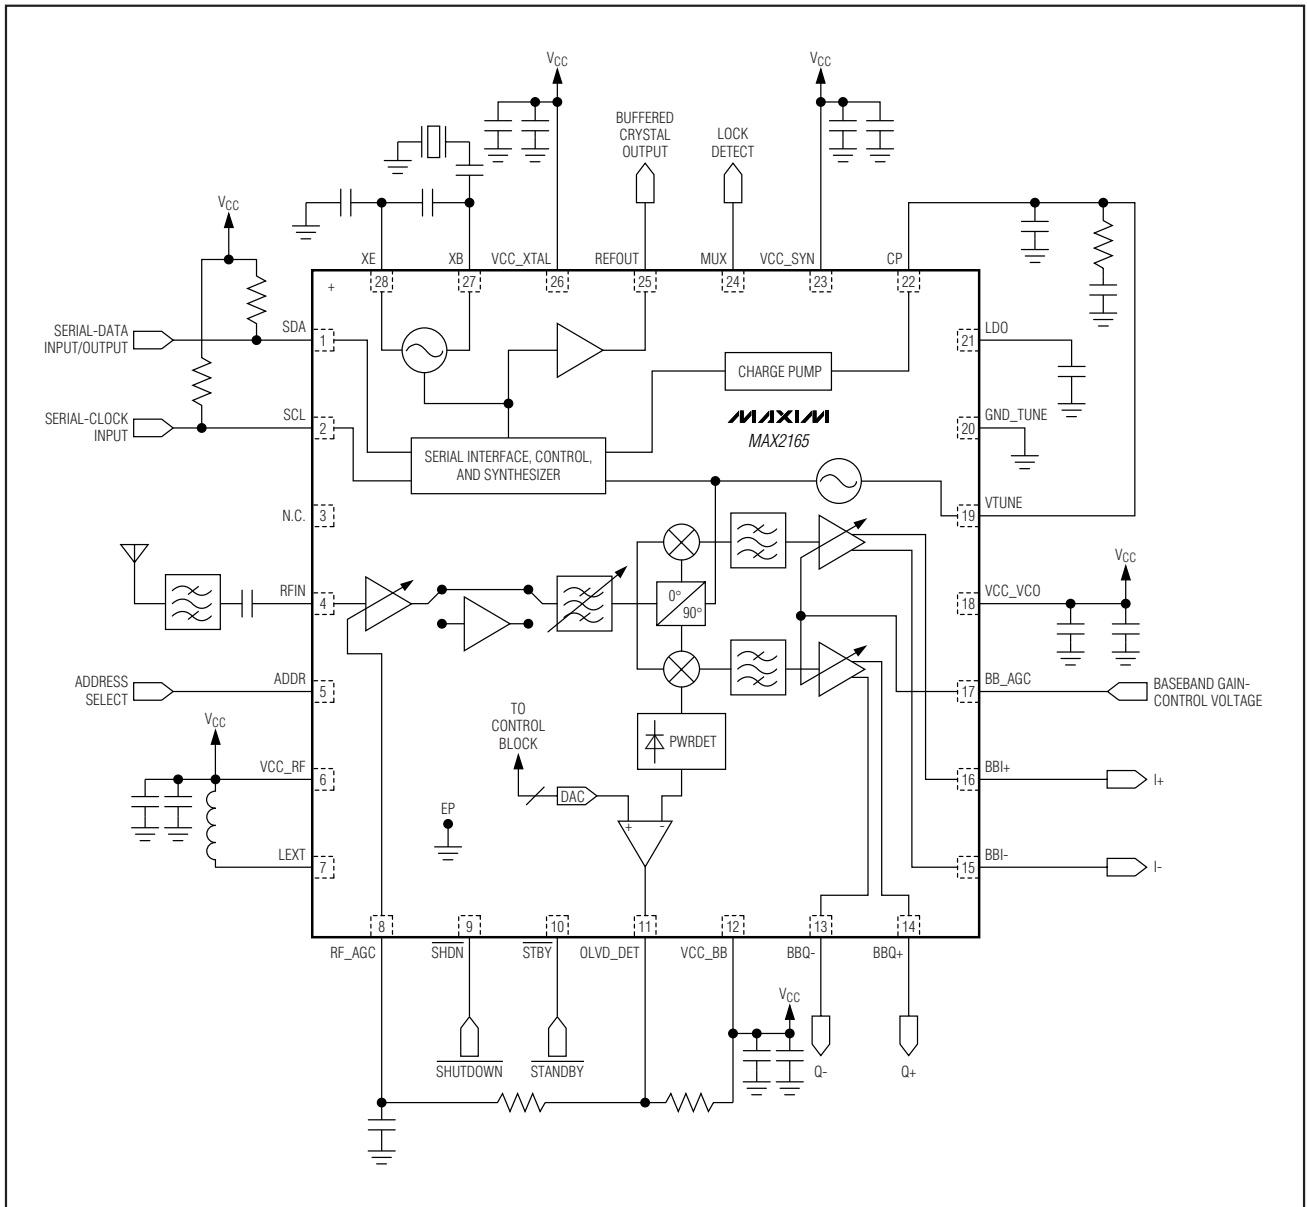 VCC
VCC
BUFFERED
CRYSTAL
OUTPUT
LOCK
DETECT
VCC
XE
XB
VCC_XTAL
REFOUT
MUX
VCC_SYN
CP
+
28
27
26
25
24
23
22
SERIAL-DATA
INPUT/OUTPUT
SDA
1
21
LDO
CHARGE PUMP
MAXIM
MAX2165
SERIAL-CLOCK
INPUT
SCL
2
20
GND_TUNE
SERIAL INTERFACE, CONTROL,
AND SYNTHESIZER
N.C.
3
19
VTUNE
VCC
RFIN
4
0°
90°
18
VCC_VCO
ADDRESS
SELECT
ADDR
5
17
BB_AGC
BASEBAND GAIN-
CONTROL VOLTAGE
VCC
TO
CONTROL
BLOCK
PWRDET
VCC_RF
6
16
BBI+
I+
DAC
EP
+
-
LEXT
7
15
BBI-
I-
8
9
10
11
12
13
14
RF_AGC
SHDN
STBY
OLVD_DET
VCC_BB
BBQ-
BBQ+
VCC
SHUTDOWN
STANDBY
Q-
Q+